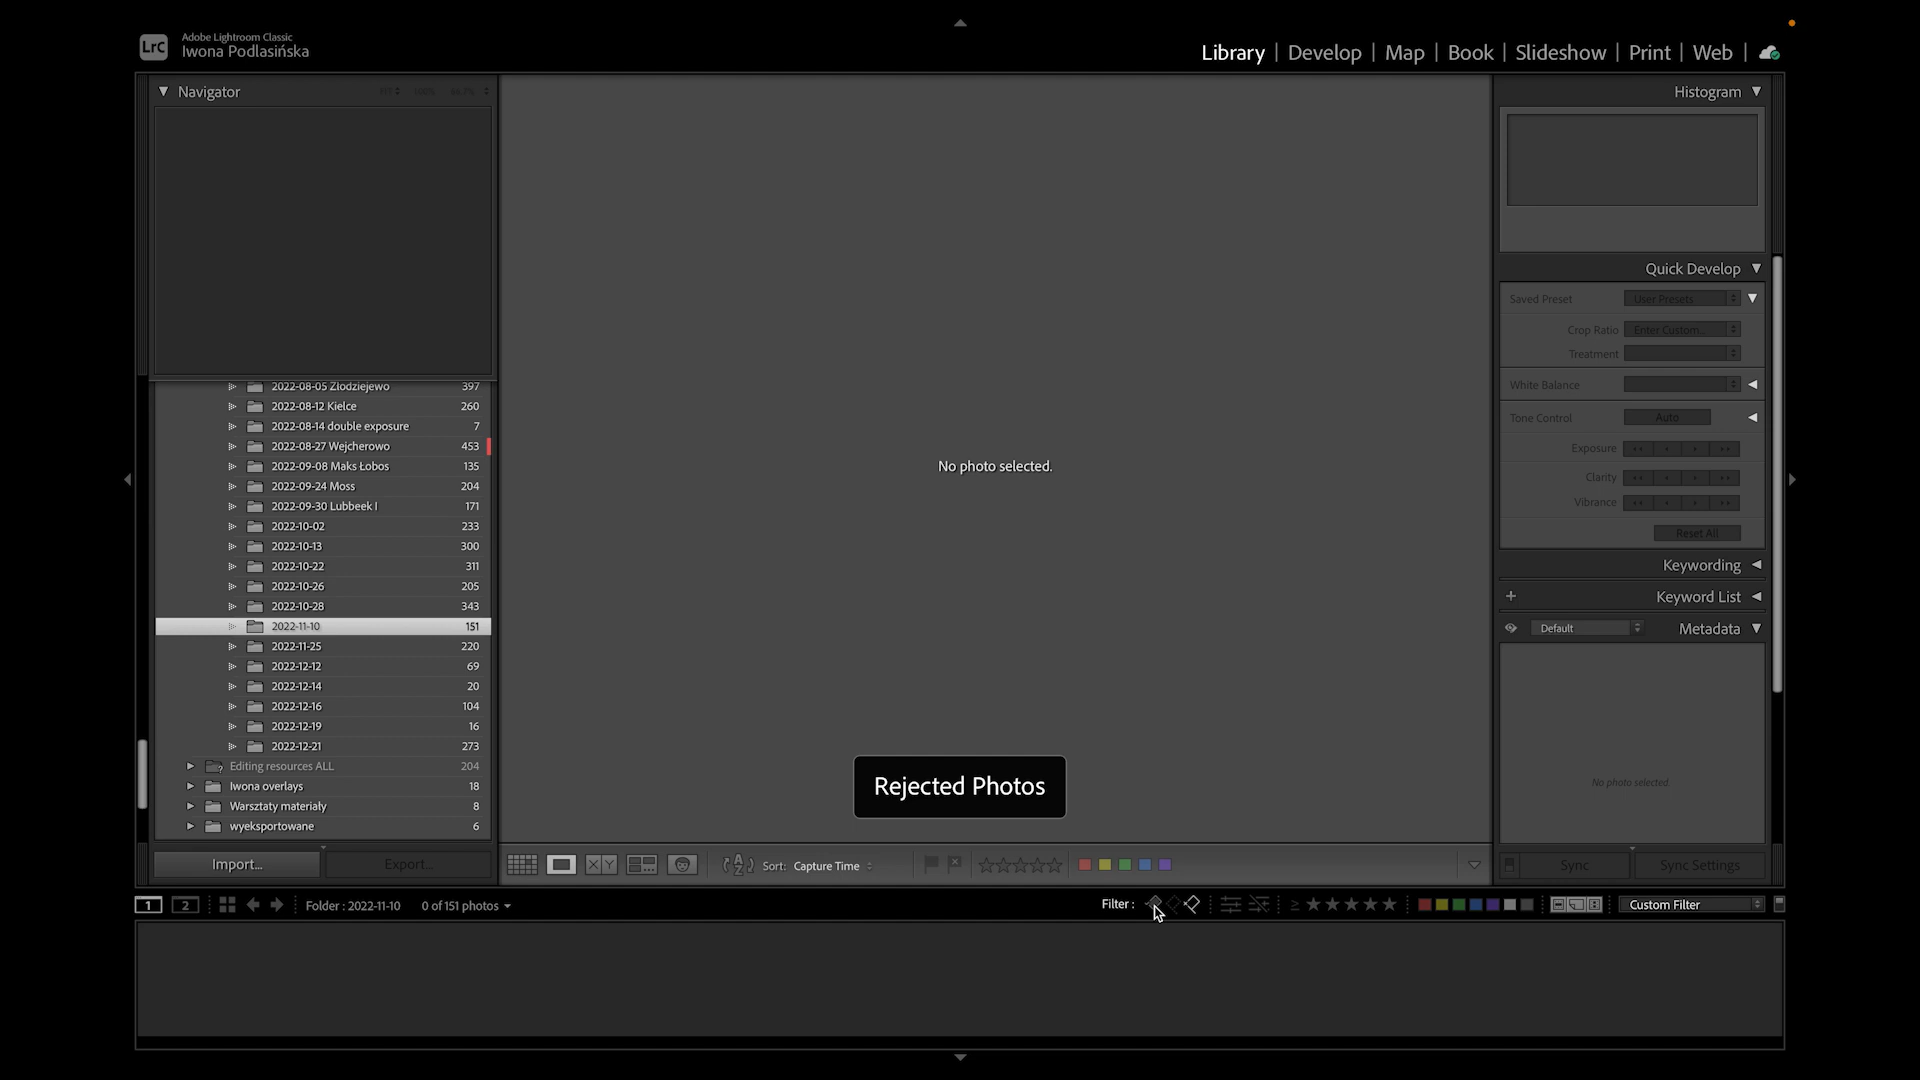 Adobe Lightroom Classic
Iwona Podlasińska
LrC
Library | Develop | Map | Book | Slideshow | Print | Web
Navigator
FIT 100%
2022-08-05 Złodziejewo 397
2022-08-12 Kielce 260
2022-08-14 double exposure 7
2022-08-27 Wejcherowo 453
2022-09-08 Maks Łobos 135
2022-09-24 Moss 204
2022-09-30 Lubbeek I 171
2022-10-02 233
2022-10-13 300
2022-10-22 311
2022-10-26 205
2022-10-28 343
2022-11-10 151
2022-11-25 220
2022-12-12 69
2022-12-14 20
2022-12-16 104
2022-12-19 16
2022-12-21 273
Editing resources ALL 204
Iwona overlays 18
Warsztaty materiały 8
wyeksportowane 6
Import...
Export...
No photo selected.
Rejected Photos
X Y
Sort: Capture Time
Histogram
Quick Develop
Saved Preset User Presets
Crop Ratio Enter Custom...
Treatment
White Balance
Tone Control Auto
Exposure
Clarity
Vibrance
Reset All
Keywording
+ Keyword List
Default Metadata
No photo selected
Sync Sync Settings
1 2 Folder : 2022-11-10 0 of 151 photos
Filter : ≥ Custom Filter